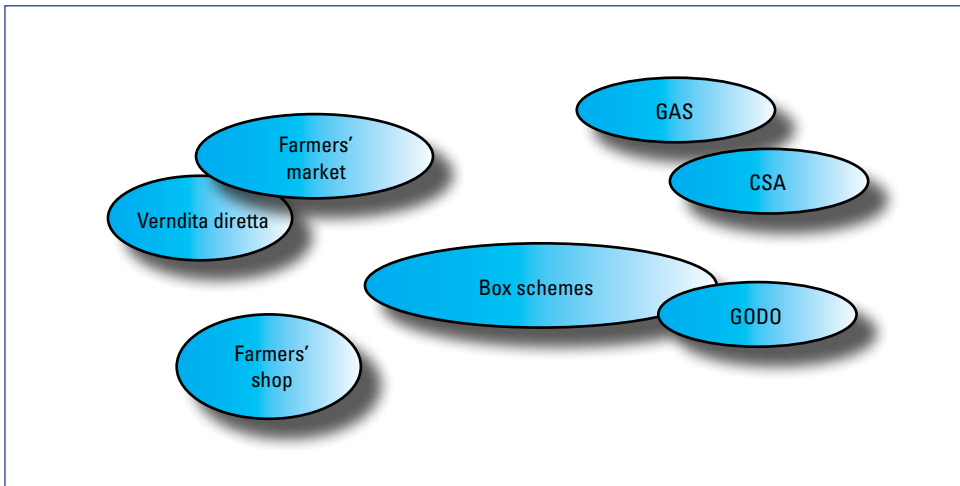 GAS
Farmers'
market
CSA
Verndita diretta
Box schemes
GODO
Farmers'
shop